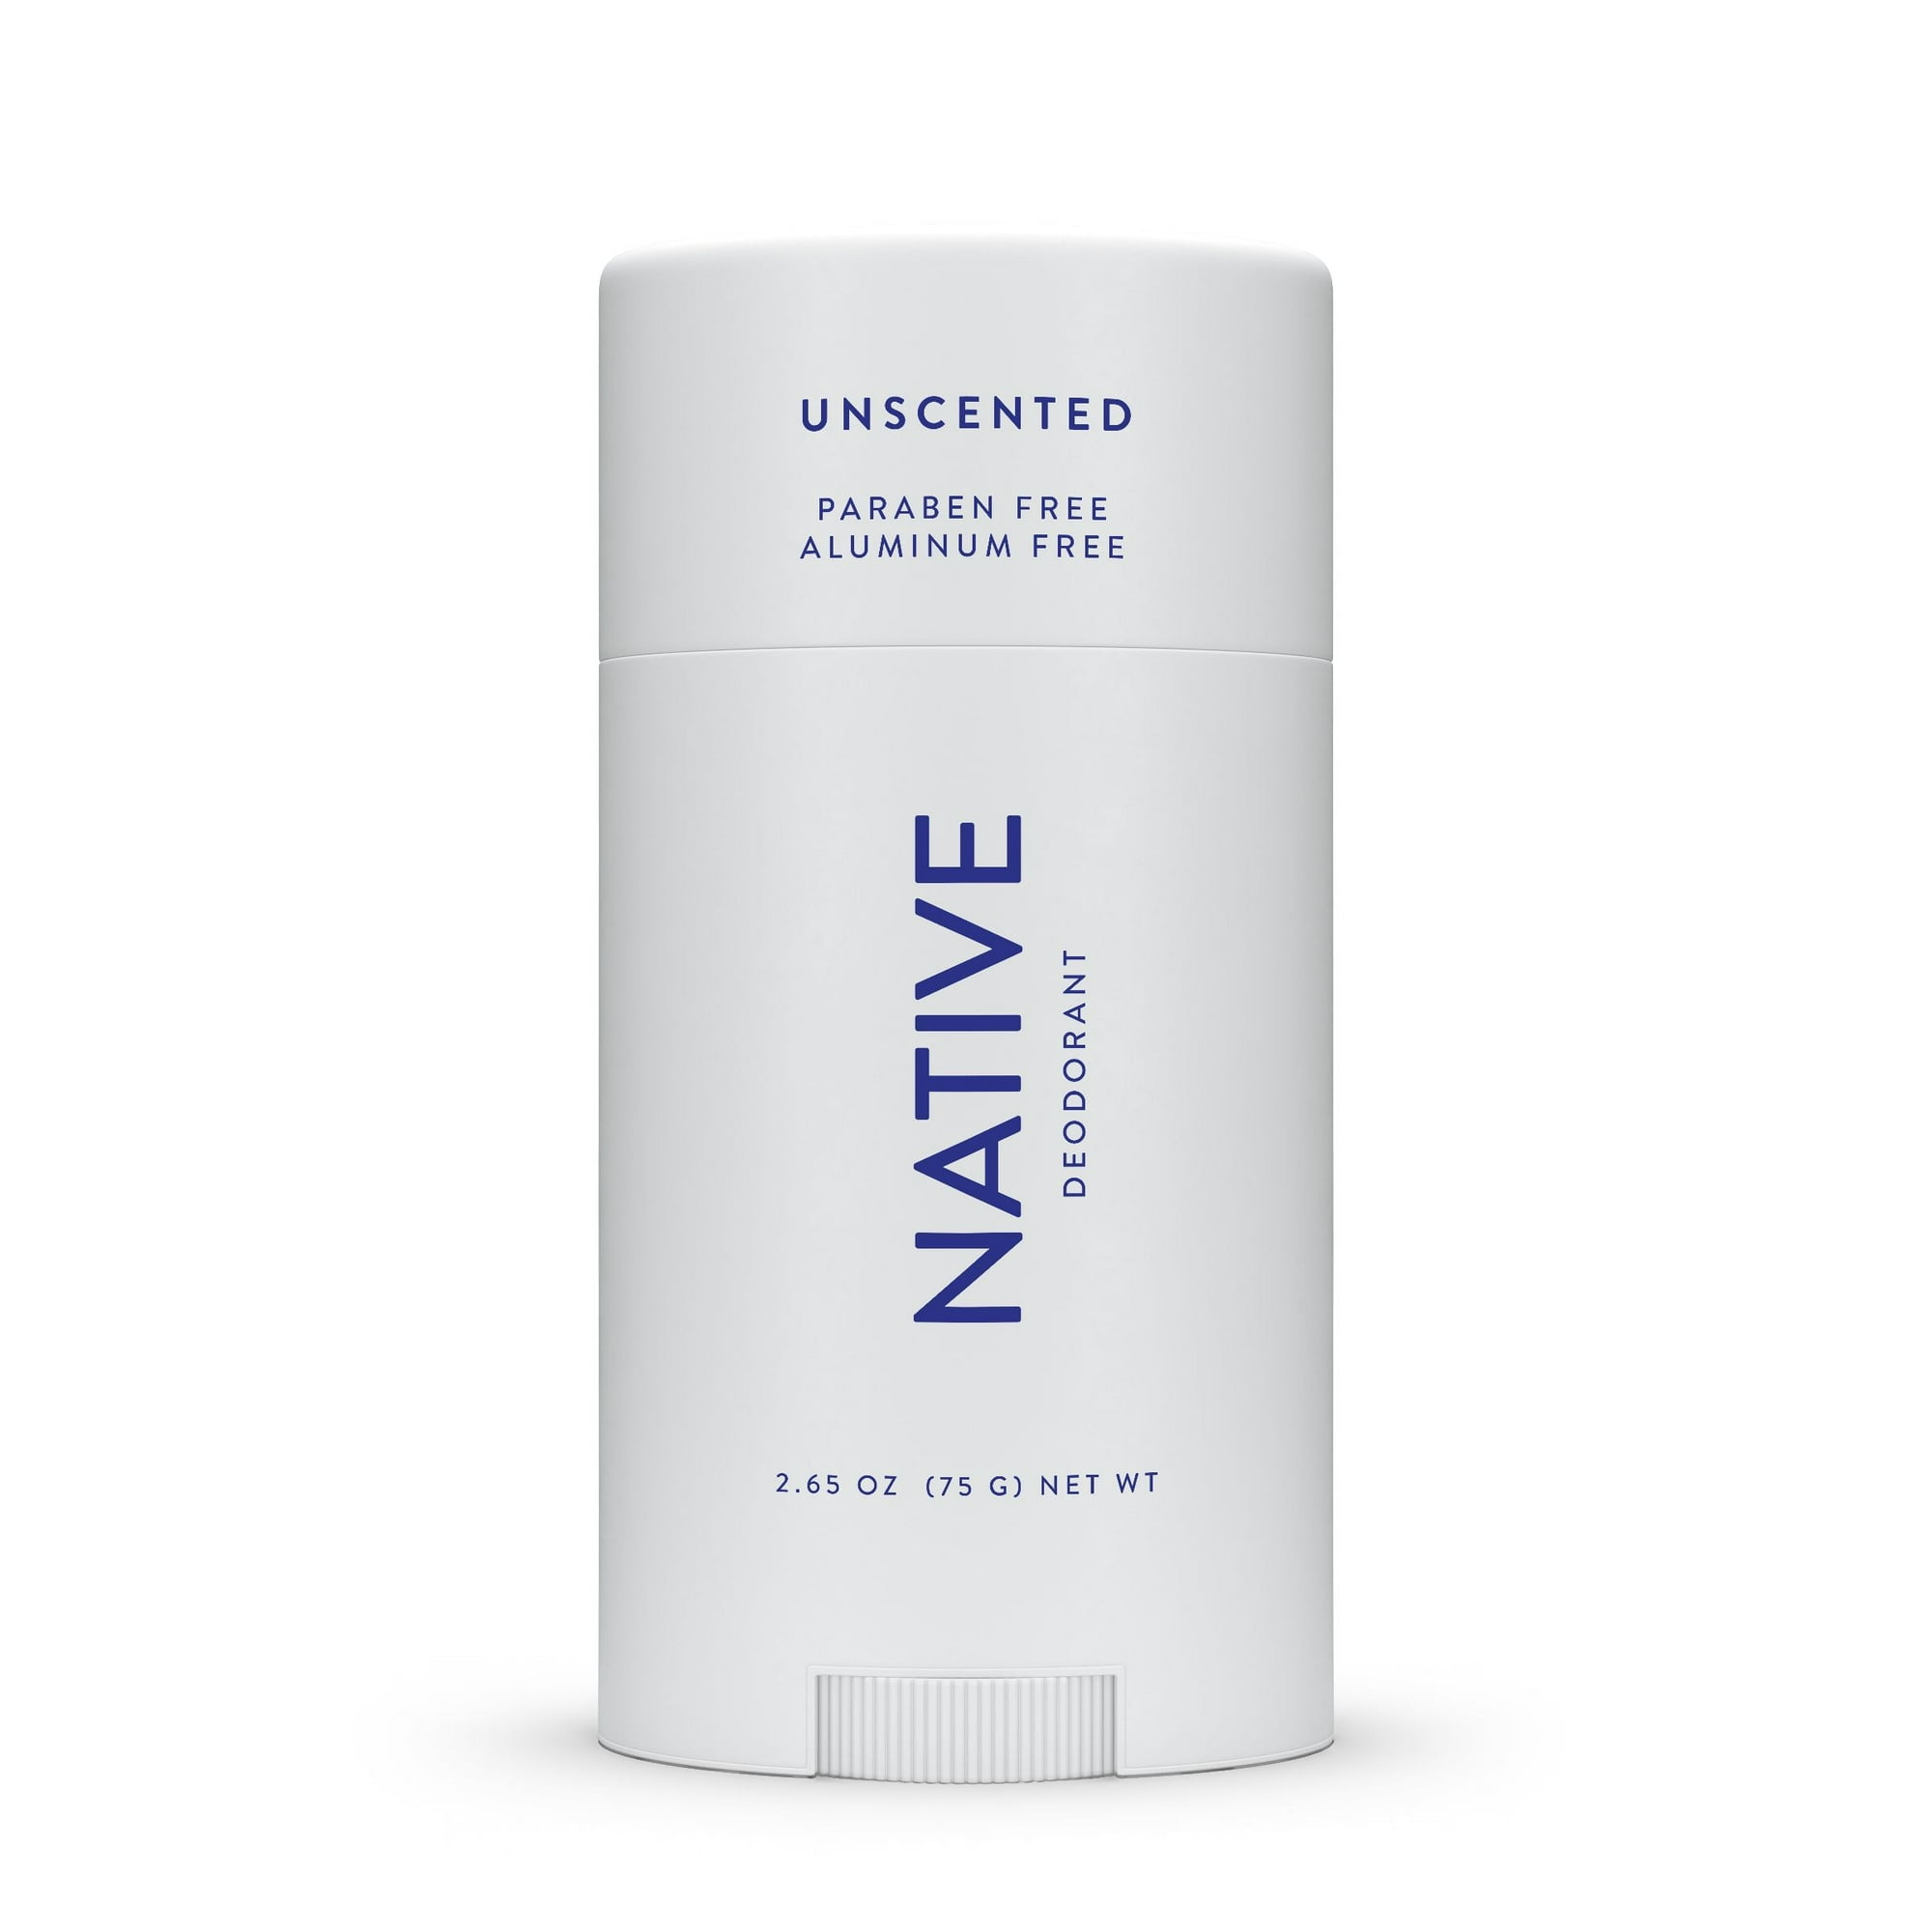 UNSCENTED
PARABEN FREE
ALUMINUM FREE
NATIVE
DEODORANT
2.65 OZ (75 G) NET WT